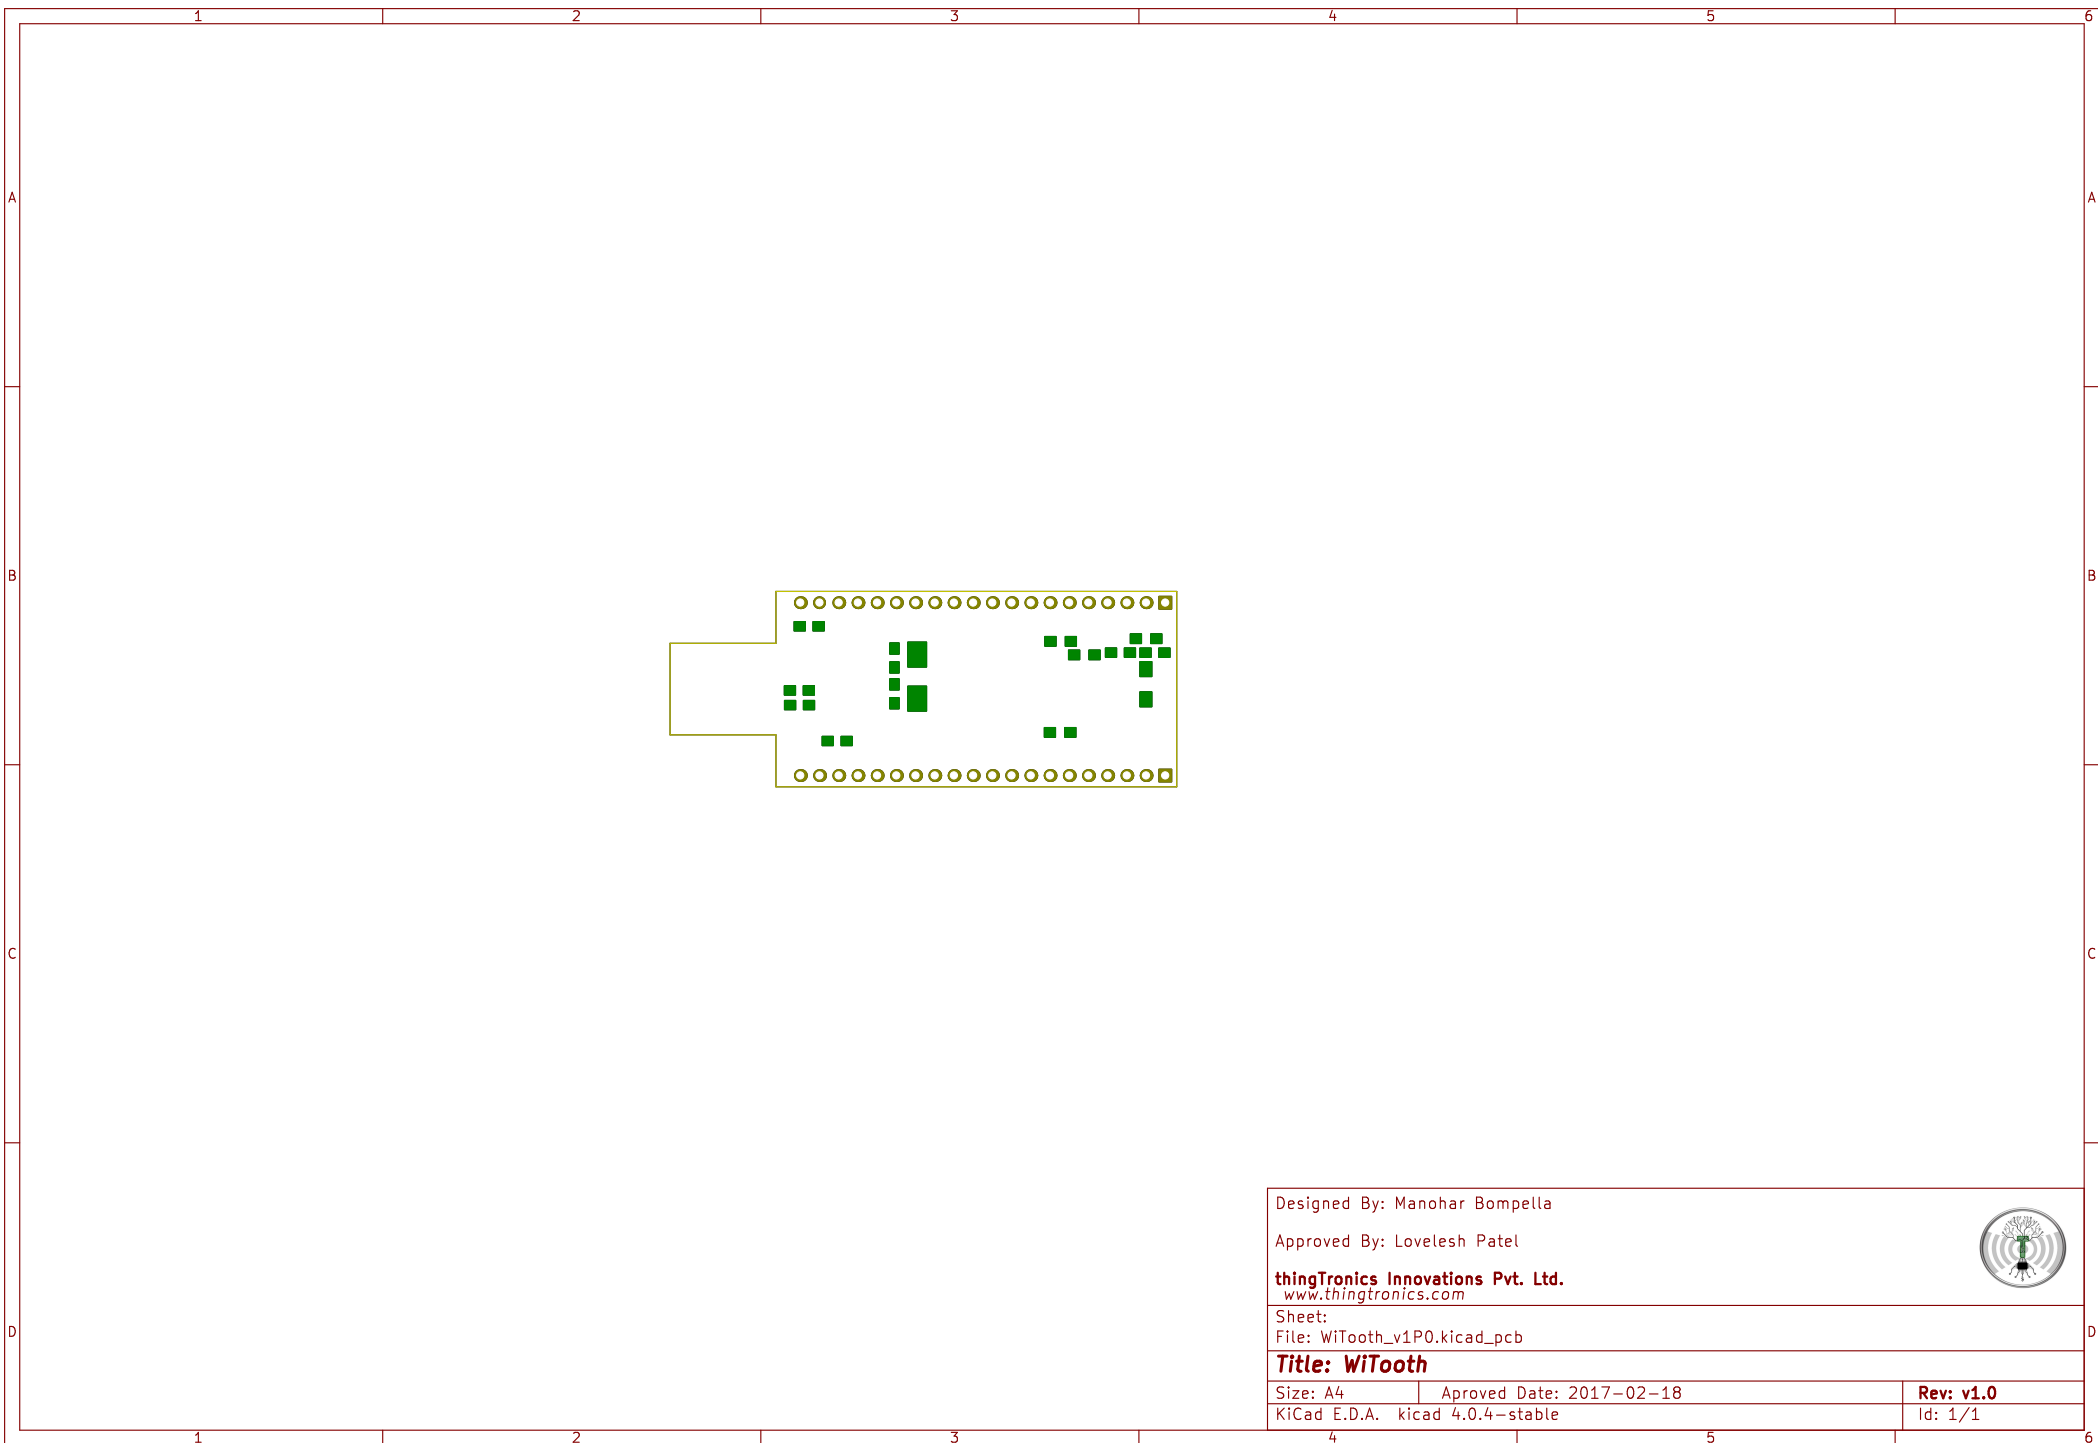 1 2 3 4 5 6
A A
B B
C C
D D
Designed By: Manohar Bompella
Approved By: Lovelesh Patel
thingTronics Innovations Pvt. Ltd.
www.thingtronics.com
Sheet:
File: WiTooth_v1P0.kicad_pcb
Title: WiTooth
Size: A4 Aproved Date: 2017-02-18 Rev: v1.0
KiCad E.D.A. kicad 4.0.4-stable Id: 1/1
1 2 3 4 5 6